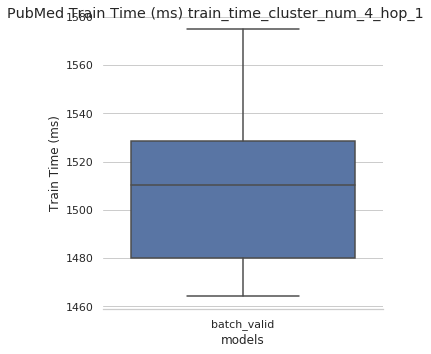 PubMed Train Time (ms) train_time_cluster_num_4_hop_1
1580
1560
1540
1520
1500
1480
1460
Train Time (ms)
batch_valid
models